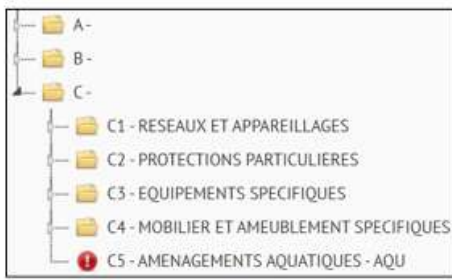 A -
B -
C -
C1 - RESEAUX ET APPAREILLAGES
C2 - PROTECTIONS PARTICULIERES
C3 - EQUIPEMENTS SPECIFIQUES
C4 - MOBILIER ET AMEUBLEMENT SPECIFIQUES
C5 - AMENAGEMENTS AQUATIQUES - AQU